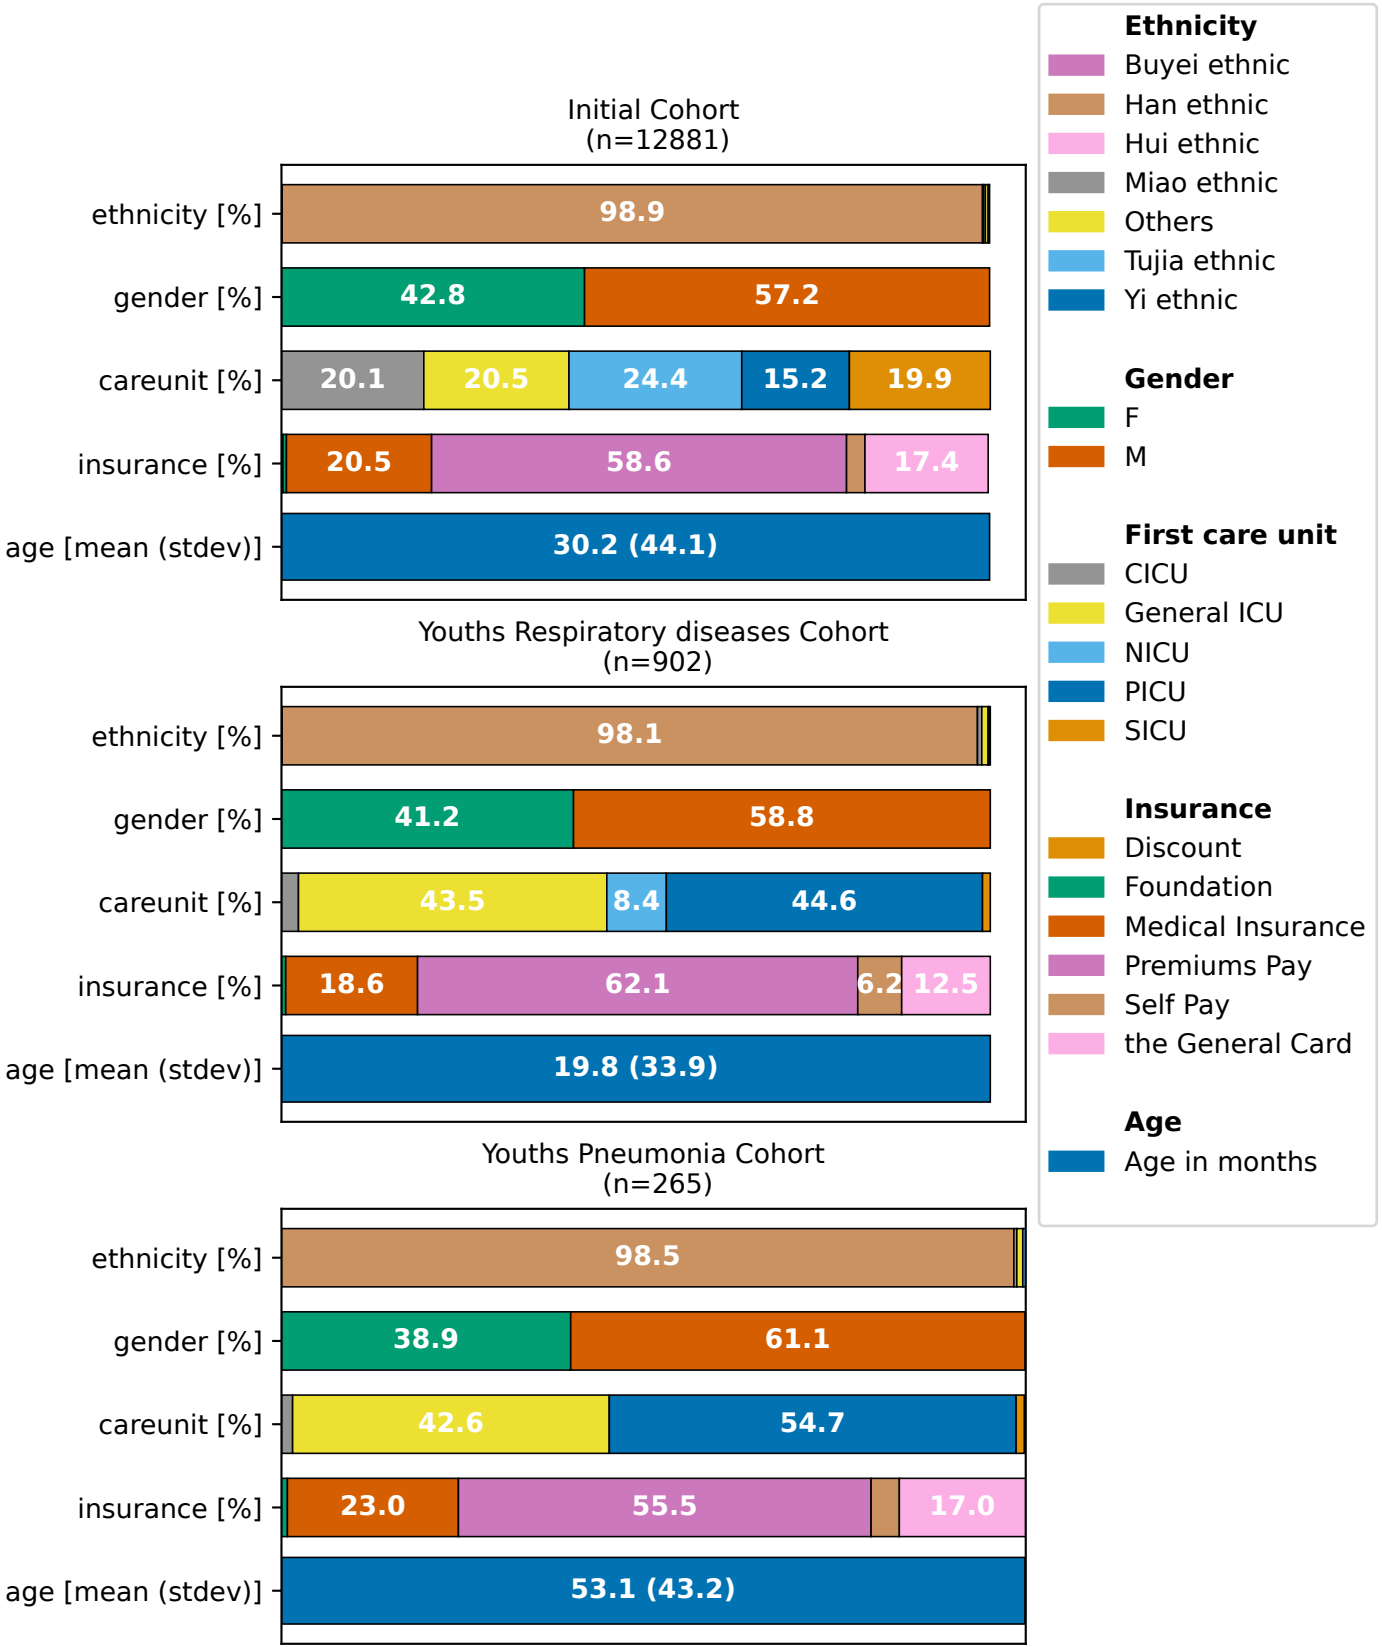 Initial Cohort
(n=12881)
ethnicity [%]
98.9
gender [%]
42.8 57.2
careunit [%]
20.1 20.5 24.4 15.2 19.9
insurance [%]
20.5 58.6 17.4
age [mean (stdev)]
30.2 (44.1)
Youths Respiratory diseases Cohort
(n=902)
ethnicity [%]
98.1
gender [%]
41.2 58.8
careunit [%]
43.5 8.4 44.6
insurance [%]
18.6 62.1 6.2 12.5
age [mean (stdev)]
19.8 (33.9)
Youths Pneumonia Cohort
(n=265)
ethnicity [%]
98.5
gender [%]
38.9 61.1
careunit [%]
42.6 54.7
insurance [%]
23.0 55.5 17.0
age [mean (stdev)]
53.1 (43.2)
Ethnicity
Buyei ethnic
Han ethnic
Hui ethnic
Miao ethnic
Others
Tujia ethnic
Yi ethnic
Gender
F
M
First care unit
CICU
General ICU
NICU
PICU
SICU
Insurance
Discount
Foundation
Medical Insurance
Premiums Pay
Self Pay
the General Card
Age
Age in months